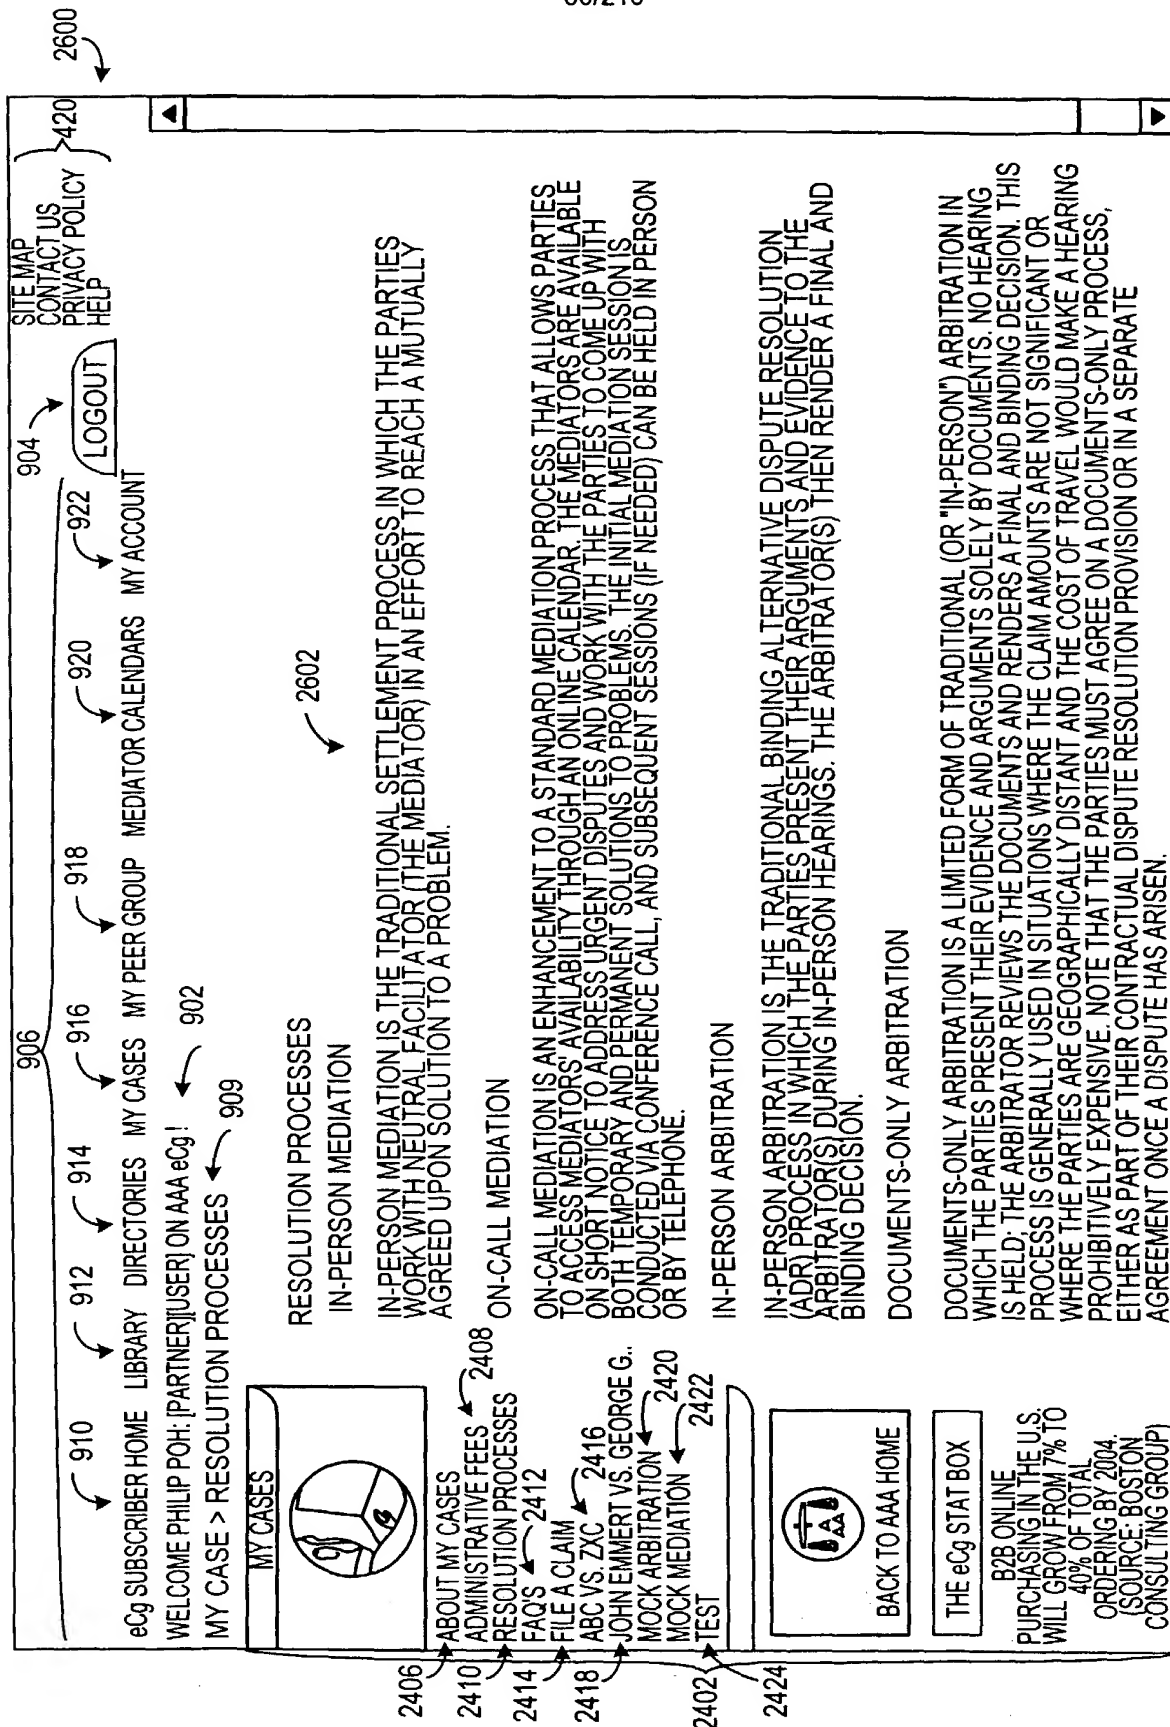 2600
906
904
420
SITE MAP
CONTACT US
PRIVACY POLICY
HELP
910
912
914
916
918
920
922
LOGOUT
eCg SUBSCRIBER HOME LIBRARY DIRECTORIES MY CASES MY PEER GROUP MEDIATOR CALENDARS MY ACCOUNT
WELCOME PHILIP POH: [PARTNER][USER] ON AAA eCg !
902
MY CASE > RESOLUTION PROCESSES
909
MY CASES
2406
ABOUT MY CASES
ADMINISTRATIVE FEES
2408
2410
RESOLUTION PROCESSES
FAQ'S
2412
2414
FILE A CLAIM
ABC VS. ZXC
2416
2418
JOHN EMMERT VS. GEORGE G..
MOCK ARBITRATION
2420
MOCK MEDIATION
2422
2402
TEST
2424
BACK TO AAA HOME
THE eCg STAT BOX
B2B ONLINE
PURCHASING IN THE U.S.
WILL GROW FROM 7% TO
40% OF TOTAL
ORDERING BY 2004.
(SOURCE: BOSTON
CONSULTING GROUP)
RESOLUTION PROCESSES
2602
IN-PERSON MEDIATION
IN-PERSON MEDIATION IS THE TRADITIONAL SETTLEMENT PROCESS IN WHICH THE PARTIES
WORK WITH NEUTRAL FACILITATOR (THE MEDIATOR) IN AN EFFORT TO REACH A MUTUALLY
AGREED UPON SOLUTION TO A PROBLEM.
ON-CALL MEDIATION
ON-CALL MEDIATION IS AN ENHANCEMENT TO A STANDARD MEDIATION PROCESS THAT ALLOWS PARTIES
TO ACCESS MEDIATORS' AVAILABILITY THROUGH AN ONLINE CALENDAR. THE MEDIATORS ARE AVAILABLE
ON SHORT NOTICE TO ADDRESS URGENT DISPUTES AND WORK WITH THE PARTIES TO COME UP WITH
BOTH TEMPORARY AND PERMANENT SOLUTIONS TO PROBLEMS. THE INITIAL MEDIATION SESSION IS
CONDUCTED VIA CONFERENCE CALL, AND SUBSEQUENT SESSIONS (IF NEEDED) CAN BE HELD IN PERSON
OR BY TELEPHONE.
IN-PERSON ARBITRATION
IN-PERSON ARBITRATION IS THE TRADITIONAL BINDING ALTERNATIVE DISPUTE RESOLUTION
(ADR) PROCESS IN WHICH THE PARTIES PRESENT THEIR ARGUMENTS AND EVIDENCE TO THE
ARBITRATOR(S) DURING IN-PERSON HEARINGS. THE ARBITRATOR(S) THEN RENDER A FINAL AND
BINDING DECISION.
DOCUMENTS-ONLY ARBITRATION
DOCUMENTS-ONLY ARBITRATION IS A LIMITED FORM OF TRADITIONAL (OR "IN-PERSON") ARBITRATION IN
WHICH THE PARTIES PRESENT THEIR EVIDENCE AND ARGUMENTS SOLELY BY DOCUMENTS. NO HEARING
IS HELD; THE ARBITRATOR REVIEWS THE DOCUMENTS AND RENDERS A FINAL AND BINDING DECISION. THIS
PROCESS IS GENERALLY USED IN SITUATIONS WHERE THE CLAIM AMOUNTS ARE NOT SIGNIFICANT OR
WHERE THE PARTIES ARE GEOGRAPHICALLY DISTANT AND THE COST OF TRAVEL WOULD MAKE A HEARING
PROHIBITIVELY EXPENSIVE. NOTE THAT THE PARTIES MUST AGREE ON A DOCUMENTS-ONLY PROCESS,
EITHER AS PART OF THEIR CONTRACTUAL DISPUTE RESOLUTION PROVISION OR IN A SEPARATE
AGREEMENT ONCE A DISPUTE HAS ARISEN.